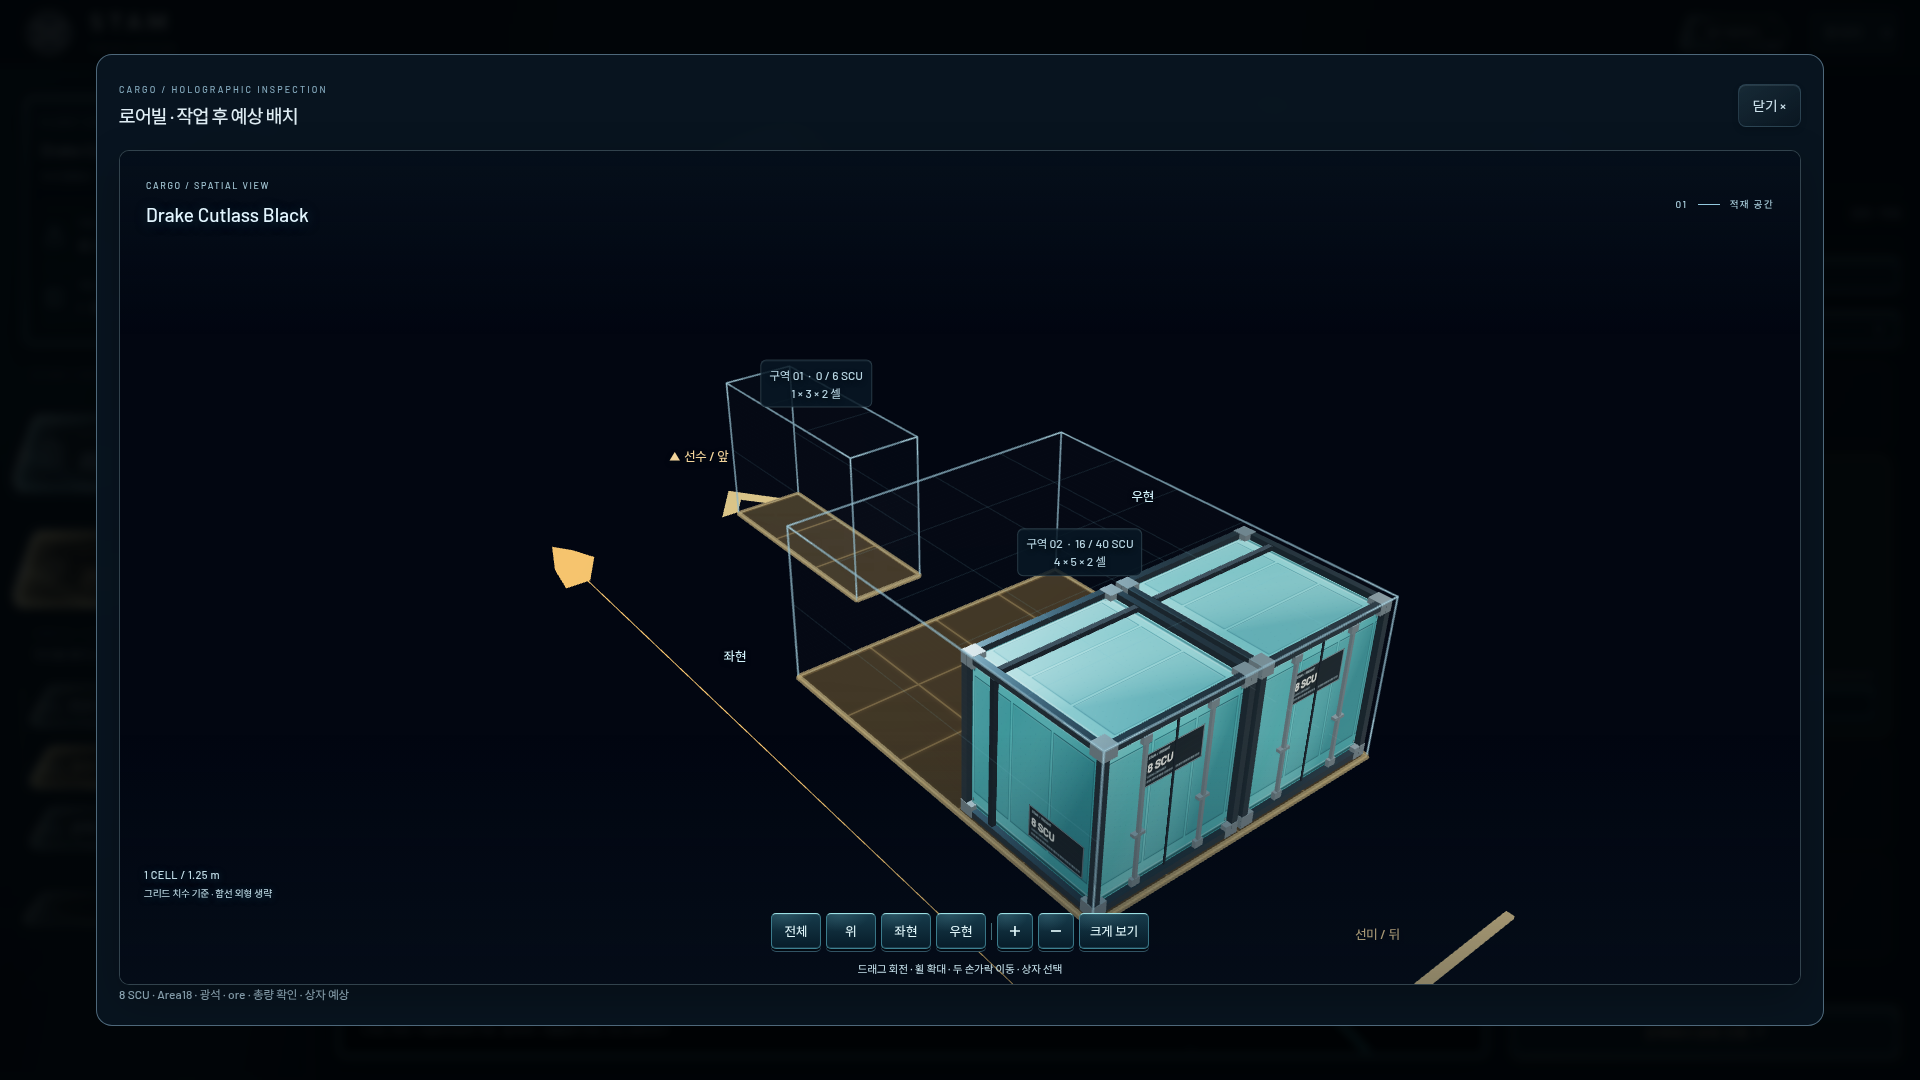 CARGO / HOLOGRAPHIC INSPECTION
로어빌 · 작업 후 예상 배치
닫기 ×
CARGO / SPATIAL VIEW
Drake Cutlass Black
01 — 적재 공간
구역 01 · 0 / 6 SCU
1 × 3 × 2 셀
▲ 선수 / 앞
우현
구역 02 · 16 / 40 SCU
4 × 5 × 2 셀
좌현
8 SCU
8 SCU
8 SCU
1 CELL / 1.25 m
그리드 치수 기준 · 함선 외형 생략
전체
위
좌현
우현
+
−
크게 보기
선미 / 뒤
드래그 회전 · 휠 확대 · 두 손가락 이동 · 상자 선택
8 SCU · Area18 · 광석 · ore · 총량 확인 · 상자 예상